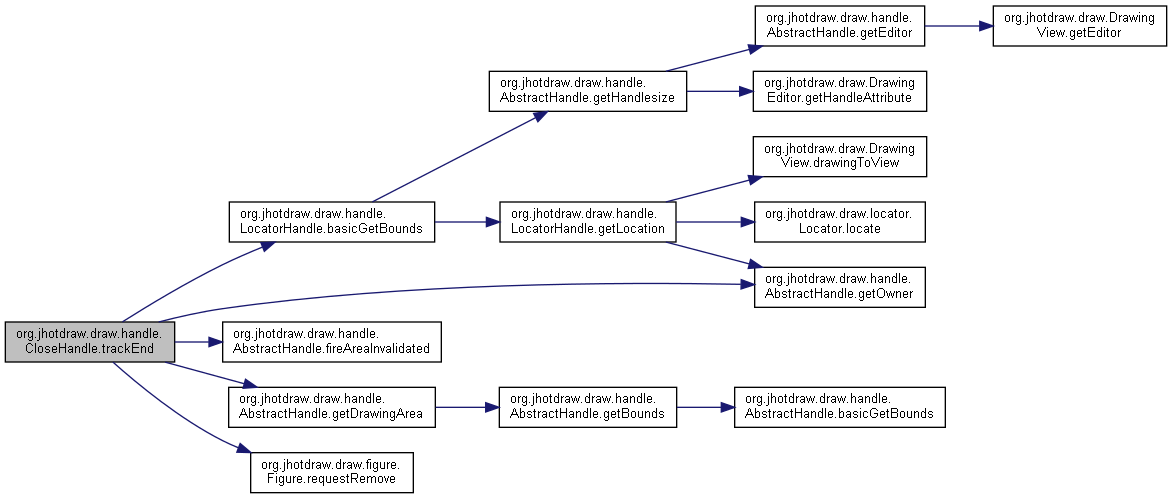 org.jhotdraw.draw.handle.
CloseHandle.trackEnd
org.jhotdraw.draw.handle.
LocatorHandle.basicGetBounds
org.jhotdraw.draw.handle.
AbstractHandle.getHandlesize
org.jhotdraw.draw.handle.
AbstractHandle.getEditor
org.jhotdraw.draw.Drawing
View.getEditor
org.jhotdraw.draw.Drawing
Editor.getHandleAttribute
org.jhotdraw.draw.handle.
LocatorHandle.getLocation
org.jhotdraw.draw.Drawing
View.drawingToView
org.jhotdraw.draw.locator.
Locator.locate
org.jhotdraw.draw.handle.
AbstractHandle.getOwner
org.jhotdraw.draw.handle.
AbstractHandle.fireAreaInvalidated
org.jhotdraw.draw.handle.
AbstractHandle.getDrawingArea
org.jhotdraw.draw.handle.
AbstractHandle.getBounds
org.jhotdraw.draw.handle.
AbstractHandle.basicGetBounds
org.jhotdraw.draw.figure.
Figure.requestRemove